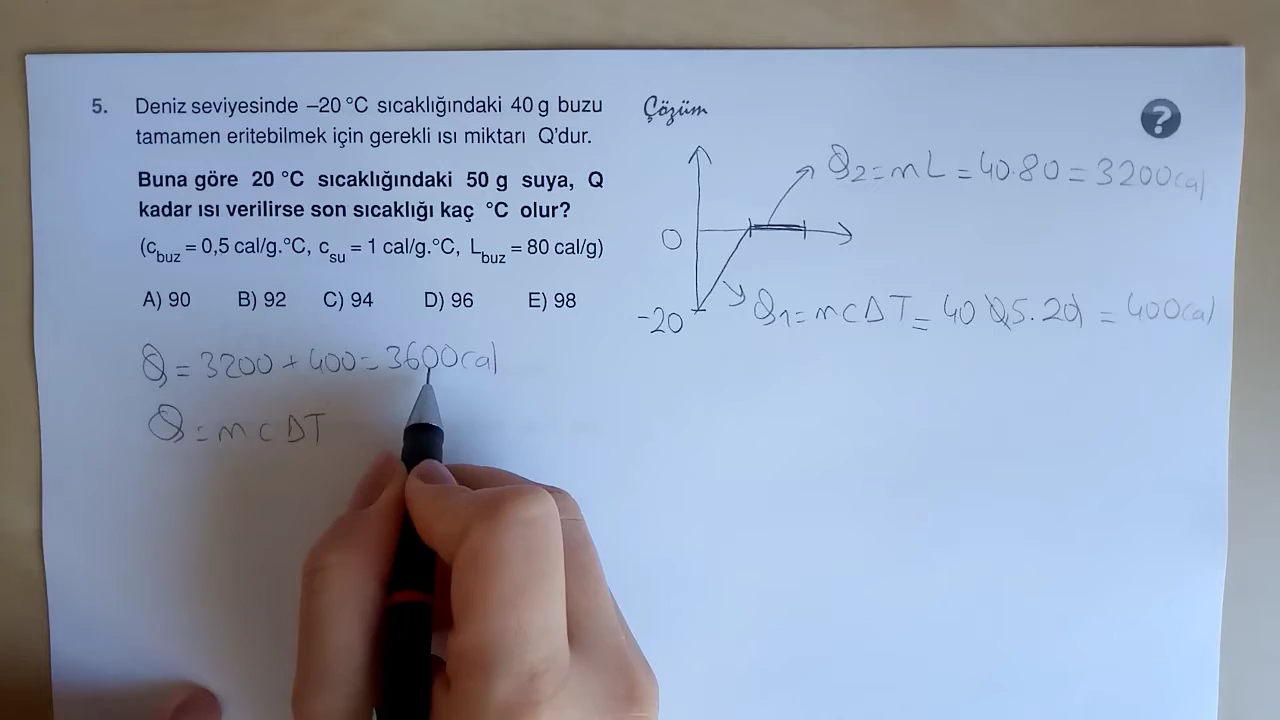 5. Deniz seviyesinde –20 °C sıcaklığındaki 40 g buzu
tamamen eritebilmek için gerekli ısı miktarı Q'dur.
Buna göre 20 °C sıcaklığındaki 50 g suya, Q
kadar ısı verilirse son sıcaklığı kaç °C olur?
(c_buz = 0,5 cal/g.°C, c_su = 1 cal/g.°C, L_buz = 80 cal/g)
A) 90 B) 92 C) 94 D) 96 E) 98
Q = 3200 + 400 = 3600cal
Q = mcΔT
Çözüm
?
Q2 = mL = 40.80 = 3200cal
0
-20
Q1 = mcΔT = 40 0,5.20 = 400cal